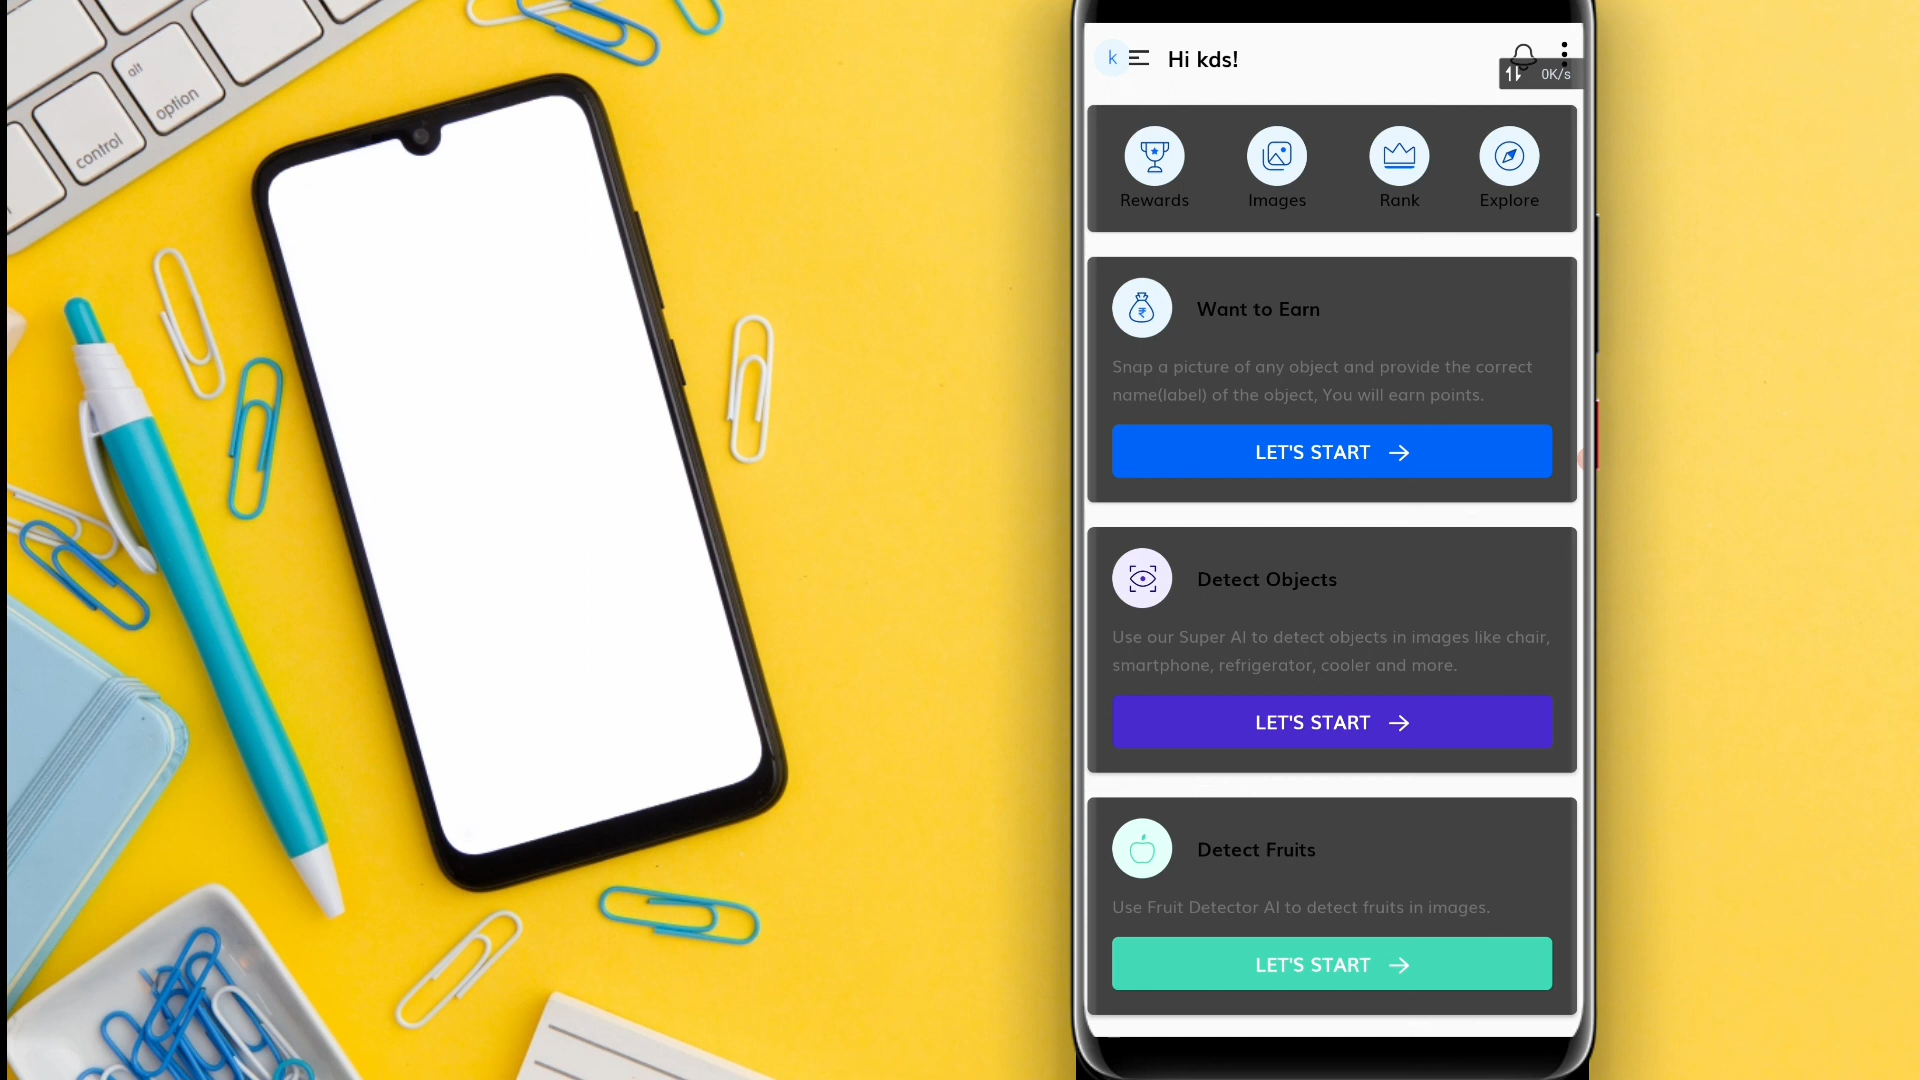 alt
option
control
k
Hi kds!
0K/s
Rewards
Images
Rank
Explore
Want to Earn
Snap a picture of any object and provide the correct
name(label) of the object, You will earn points.
LET'S START
Detect Objects
Use our Super AI to detect objects in images like chair,
smartphone, refrigerator, cooler and more.
LET'S START
Detect Fruits
Use Fruit Detector AI to detect fruits in images.
LET'S START